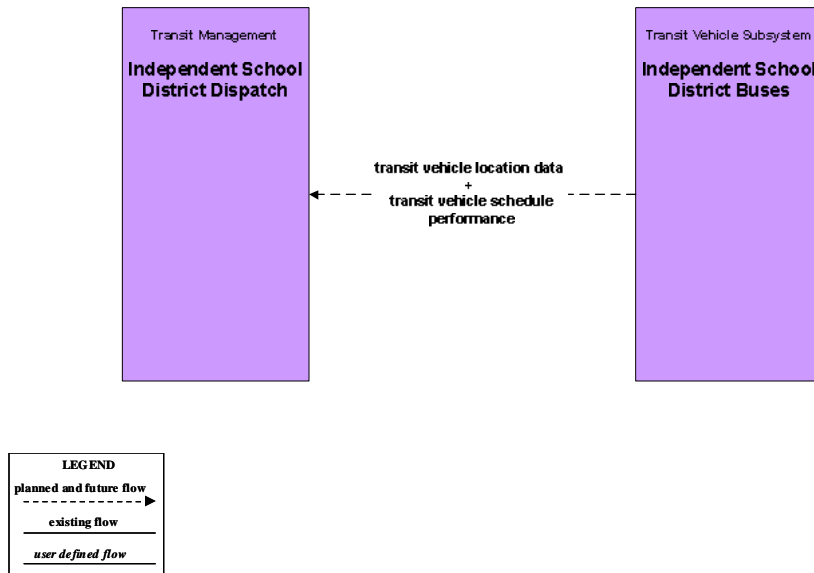 Transit Management
Independent School
District Dispatch
Transit Vehicle Subsystem
Independent School
District Buses
transit vehicle location data
+
transit vehicle schedule
performance
LEGEND
planned and future flow
existing flow
user defined flow